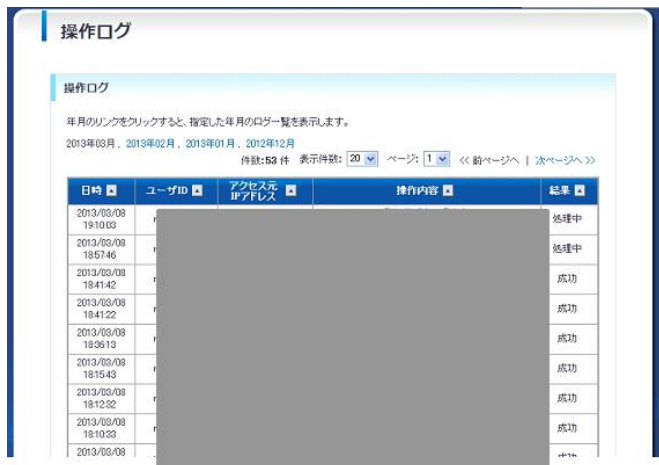 操作ログ
操作ログ
年月のリンクをクリックすると、指定した年月のログ一覧を表示します。
2013年03月 , 2013年02月 , 2013年01月 , 2012年12月
件数:53 件 表示件数: 20 ページ: 1 << 前ページへ | 次ページへ >>
日時 ユーザID アクセス元IPアドレス 操作内容 結果
2013/03/08 19:10:03 処理中
2013/03/08 18:57:46 処理中
2013/03/08 18:41:42 成功
2013/03/08 18:41:22 成功
2013/03/08 18:36:13 成功
2013/03/08 18:15:43 成功
2013/03/08 18:12:32 成功
2013/03/08 18:10:33 成功
2013/03/08